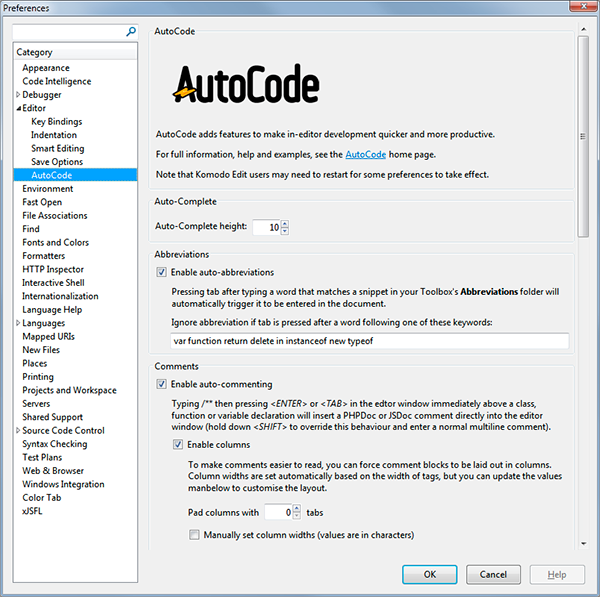 Preferences
Category
Appearance
Code Intelligence
Debugger
Editor
Key Bindings
Indentation
Smart Editing
Save Options
AutoCode
Environment
Fast Open
File Associations
Find
Fonts and Colors
Formatters
HTTP Inspector
Interactive Shell
Internationalization
Language Help
Languages
Mapped URIs
New Files
Places
Printing
Projects and Workspace
Servers
Shared Support
Source Code Control
Syntax Checking
Test Plans
Web & Browser
Windows Integration
Color Tab
xJSFL
AutoCode
AutoCode
AutoCode adds features to make in-editor development quicker and more productive.
For full information, help and examples, see the AutoCode home page.
Note that Komodo Edit users may need to restart for some preferences to take effect.
Auto-Complete
Auto-Complete height: 10
Abbreviations
Enable auto-abbreviations
Pressing tab after typing a word that matches a snippet in your Toolbox's Abbreviations folder will
automatically trigger it to be entered in the document.
Ignore abbreviation if tab is pressed after a word following one of these keywords:
var function return delete in instanceof new typeof
Comments
Enable auto-commenting
Typing /** then pressing <ENTER> or <TAB> in the edtor window immediately above a class,
function or variable declaration will insert a PHPDoc or JSDoc comment directly into the editor
window (hold down <SHIFT> to override this behaviour and enter a normal multiline comment).
Enable columns
To make comments easier to read, you can force comment blocks to be laid out in columns.
Column widths are set automatically based on the width of tags, but you can update the values
manbelow to customise the layout.
Pad columns with 0 tabs
Manually set column widths (values are in characters)
OK Cancel Help